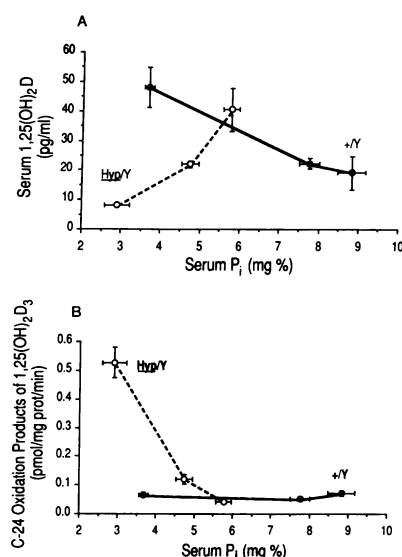 A
Serum 1,25(OH)₂D
(pg/ml)
60
50
40
30
20
10
0
Hyp/Y
+/Y
2 3 4 5 6 7 8 9 10
Serum Pᵢ (mg %)
B
C-24 Oxidation Products of 1,25(OH)₂D₃
(pmol/mg prot/min)
0.6
0.5
0.4
0.3
0.2
0.1
0.0
Hyp/Y
+/Y
2 3 4 5 6 7 8 9 10
Serum Pᵢ (mg %)